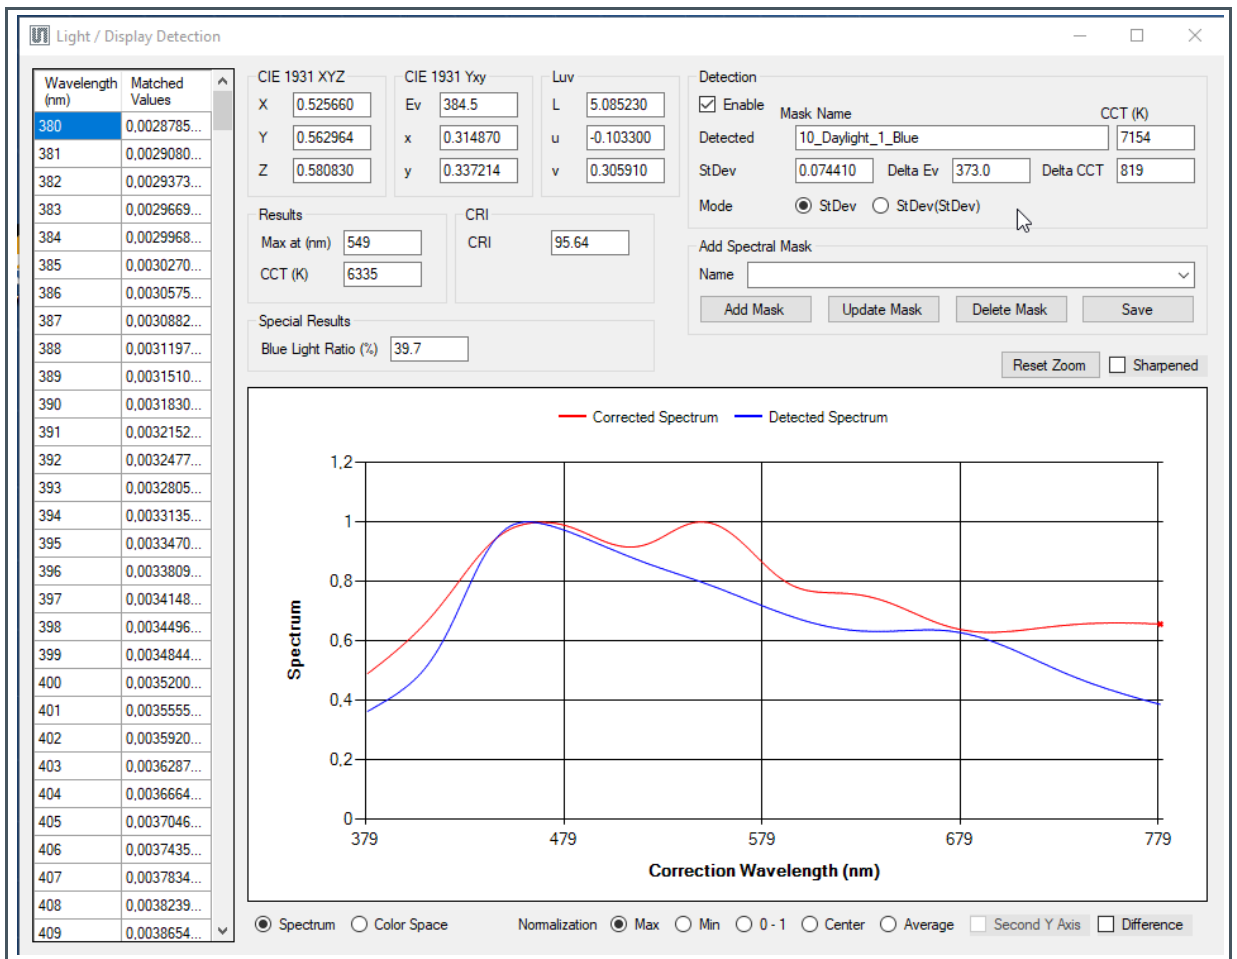 Light / Display Detection
Wavelength (nm) Matched Values
380 0,0028785...
381 0,0029080...
382 0,0029373...
383 0,0029669...
384 0,0029968...
385 0,0030270...
386 0,0030575...
387 0,0030882...
388 0,0031197...
389 0,0031510...
390 0,0031830...
391 0,0032152...
392 0,0032477...
393 0,0032805...
394 0,0033135...
395 0,0033470...
396 0,0033809...
397 0,0034148...
398 0,0034496...
399 0,0034844...
400 0,0035200...
401 0,0035555...
402 0,0035920...
403 0,0036287...
404 0,0036664...
405 0,0037046...
406 0,0037435...
407 0,0037834...
408 0,0038239...
409 0,0038654...
CIE 1931 XYZ
X 0.525660
Y 0.562964
Z 0.580830
CIE 1931 Yxy
Ev 384.5
x 0.314870
y 0.337214
Luv
L 5.085230
u -0.103300
v 0.305910
Results
Max at (nm) 549
CCT (K) 6335
CRI
CRI 95.64
Special Results
Blue Light Ratio (%) 39.7
Detection
Enable
Mask Name CCT (K)
Detected 10_Daylight_1_Blue 7154
StDev 0.074410 Delta Ev 373.0 Delta CCT 819
Mode StDev StDev(StDev)
Add Spectral Mask
Name
Add Mask Update Mask Delete Mask Save
Reset Zoom Sharpened
Corrected Spectrum Detected Spectrum
1,2
1
0,8
0,6
0,4
0,2
0
Spectrum
379 479 579 679 779
Correction Wavelength (nm)
Spectrum Color Space Normalization Max Min 0 - 1 Center Average Second Y Axis Difference